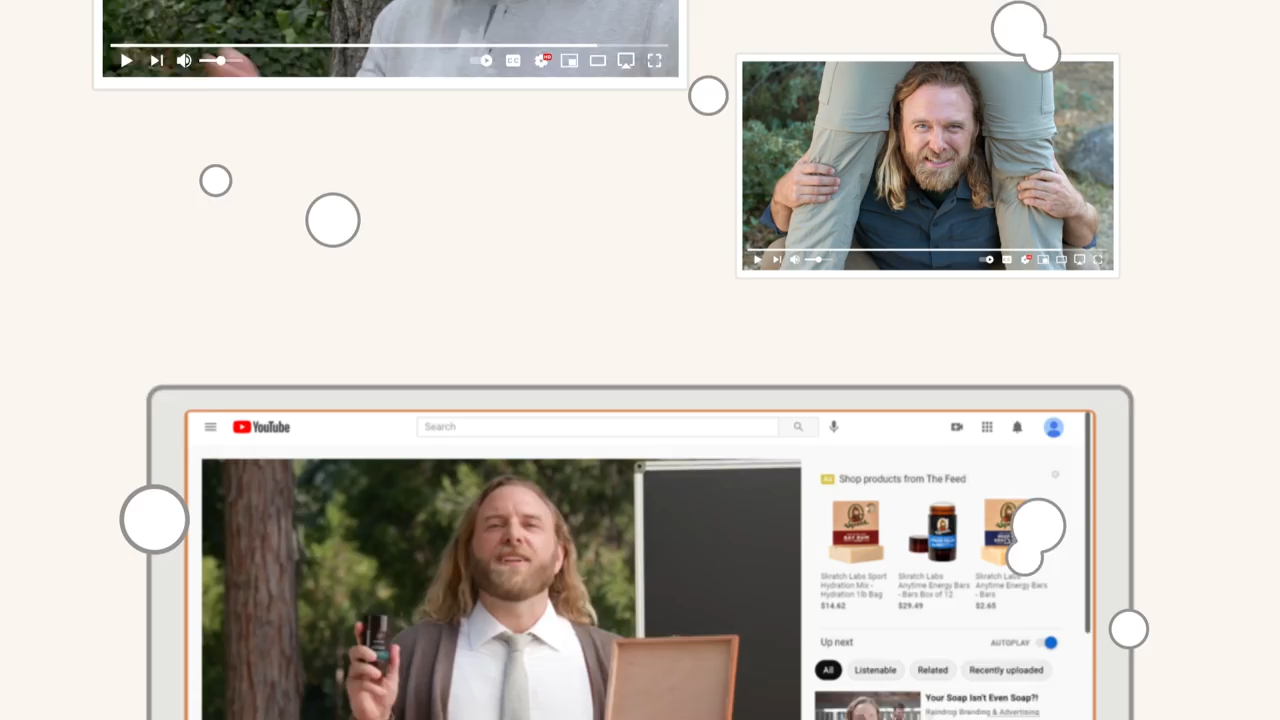 CC
HD
YouTube
Search
Ad
Shop products from The Feed
Skratch Labs Sport
Hydration Mix -
Hydration 1lb Bag
$14.62
Skratch Labs
Anytime Energy Bars
- Bars Box of 12
$29.49
Skratch Labs
Anytime Energy Bars
- Bars
$2.65
Up next
AUTOPLAY
All
Listenable
Related
Recently uploaded
Your Soap Isn't Even Soap?!
Raindrop Branding & Advertising